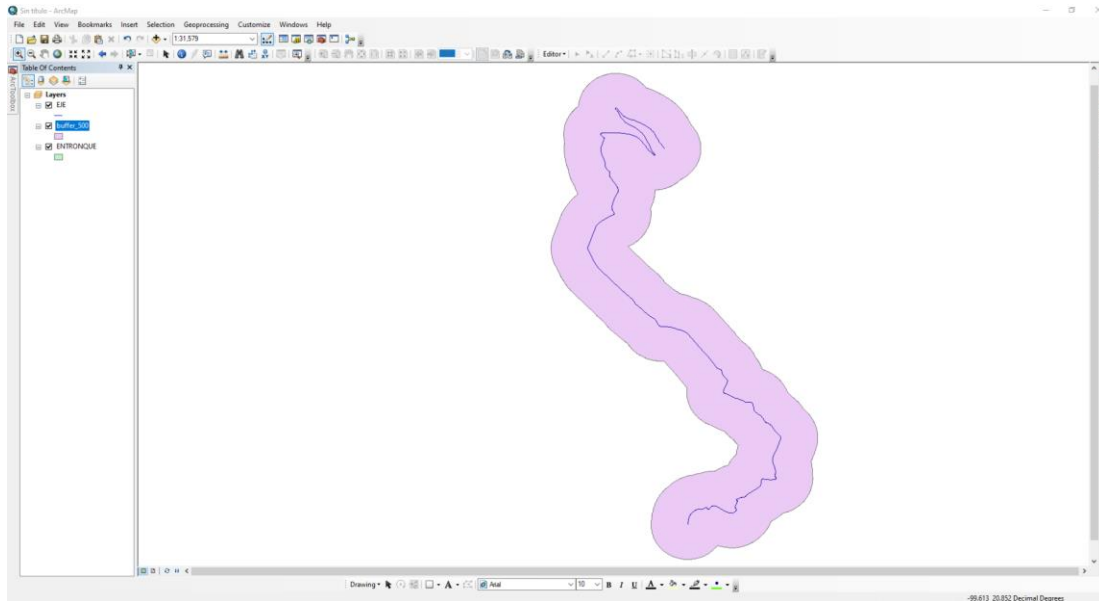 Sin título - ArcMap
File Edit View Bookmarks Insert Selection Geoprocessing Customize Windows Help
1:31,579
Editor
Table Of Contents
ArcToolbox
Layers
EJE
buffer_500
ENTRONQUE
Drawing
A
Arial
10
B I U A
-99.613 20.852 Decimal Degrees